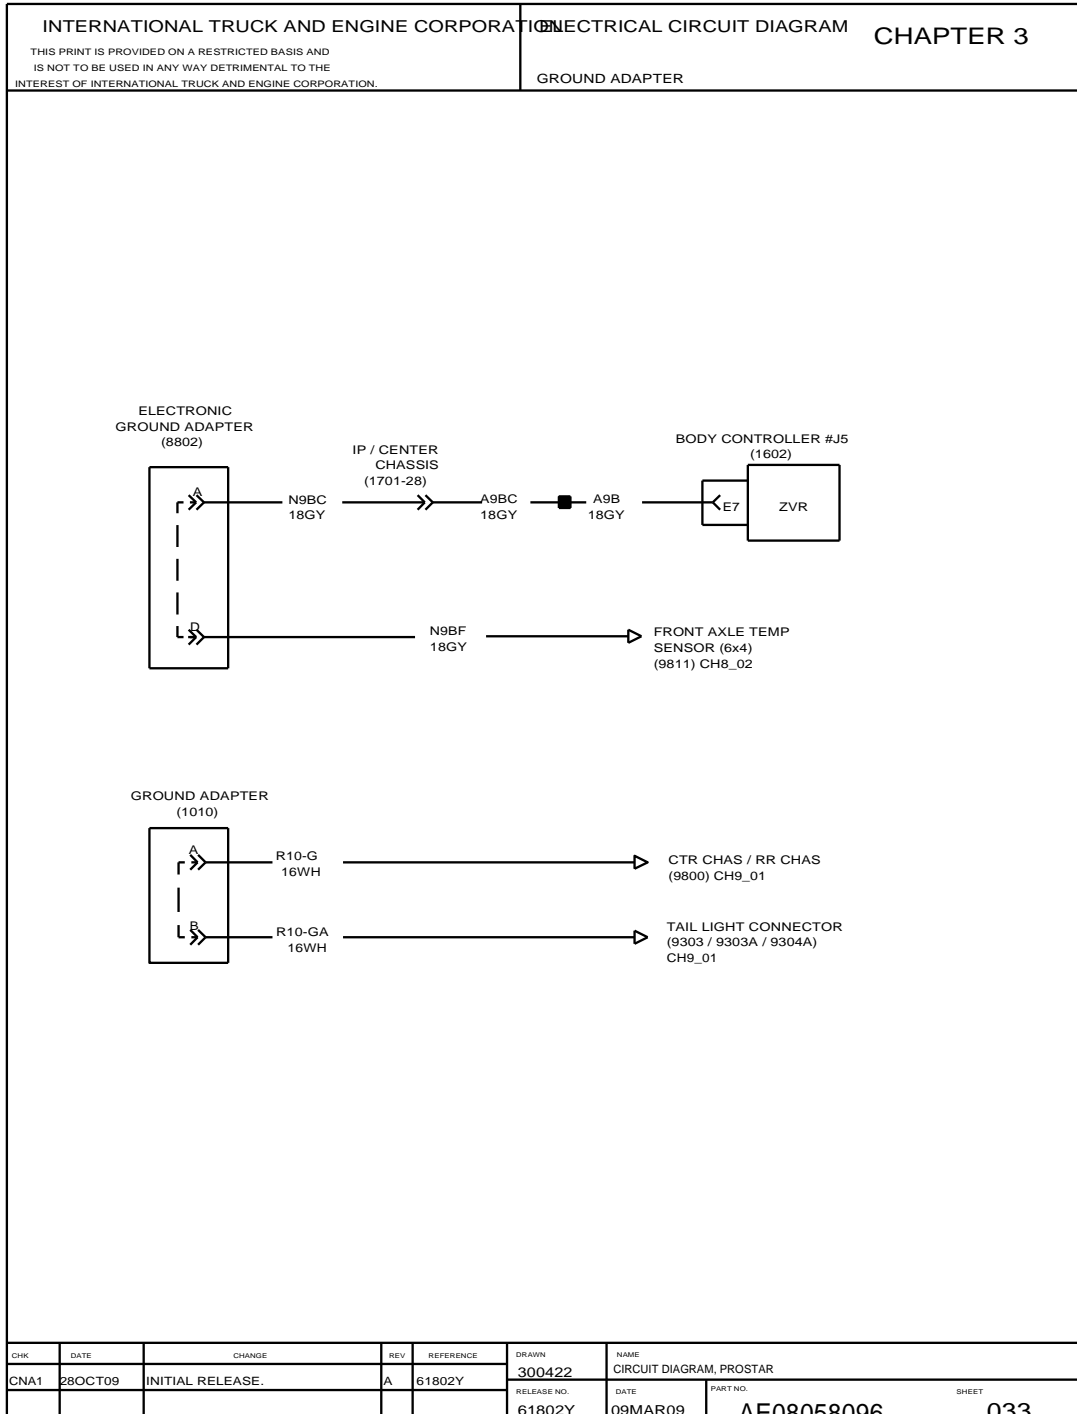 INTERNATIONAL TRUCK AND ENGINE CORPORATION
THIS PRINT IS PROVIDED ON A RESTRICTED BASIS AND
IS NOT TO BE USED IN ANY WAY DETRIMENTAL TO THE
INTEREST OF INTERNATIONAL TRUCK AND ENGINE CORPORATION.
ELECTRICAL CIRCUIT DIAGRAM
GROUND ADAPTER
CHAPTER 3
ELECTRONIC
GROUND ADAPTER
(8802)
IP / CENTER
CHASSIS
(1701-28)
BODY CONTROLLER #J5
(1602)
A
N9BC
18GY
A9BC
18GY
A9B
18GY
E7
ZVR
D
N9BF
18GY
FRONT AXLE TEMP
SENSOR (6x4)
(9811) CH8_02
GROUND ADAPTER
(1010)
A
R10-G
16WH
CTR CHAS / RR CHAS
(9800) CH9_01
B
R10-GA
16WH
TAIL LIGHT CONNECTOR
(9303 / 9303A / 9304A)
CH9_01
CHK DATE CHANGE REV REFERENCE
CNA1 28OCT09 INITIAL RELEASE. A 61802Y
DRAWN
300422
NAME
CIRCUIT DIAGRAM, PROSTAR
RELEASE NO.
61802Y
DATE
09MAR09
PART NO.
AE08058096
SHEET
033